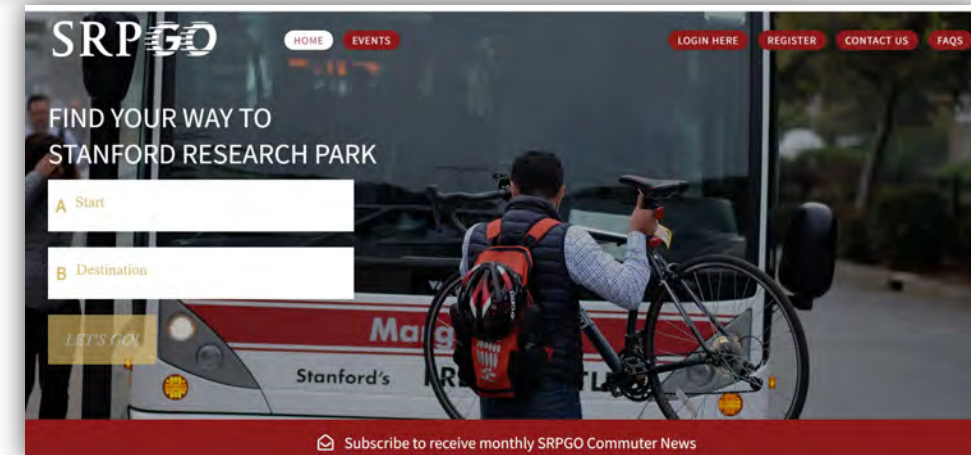 SRPGO
HOME
EVENTS
LOGIN HERE
REGISTER
CONTACT US
FAQS
FIND YOUR WAY TO
STANFORD RESEARCH PARK
A Start
B Destination
LET'S GO!
Stanford's
Subscribe to receive monthly SRPGO Commuter News